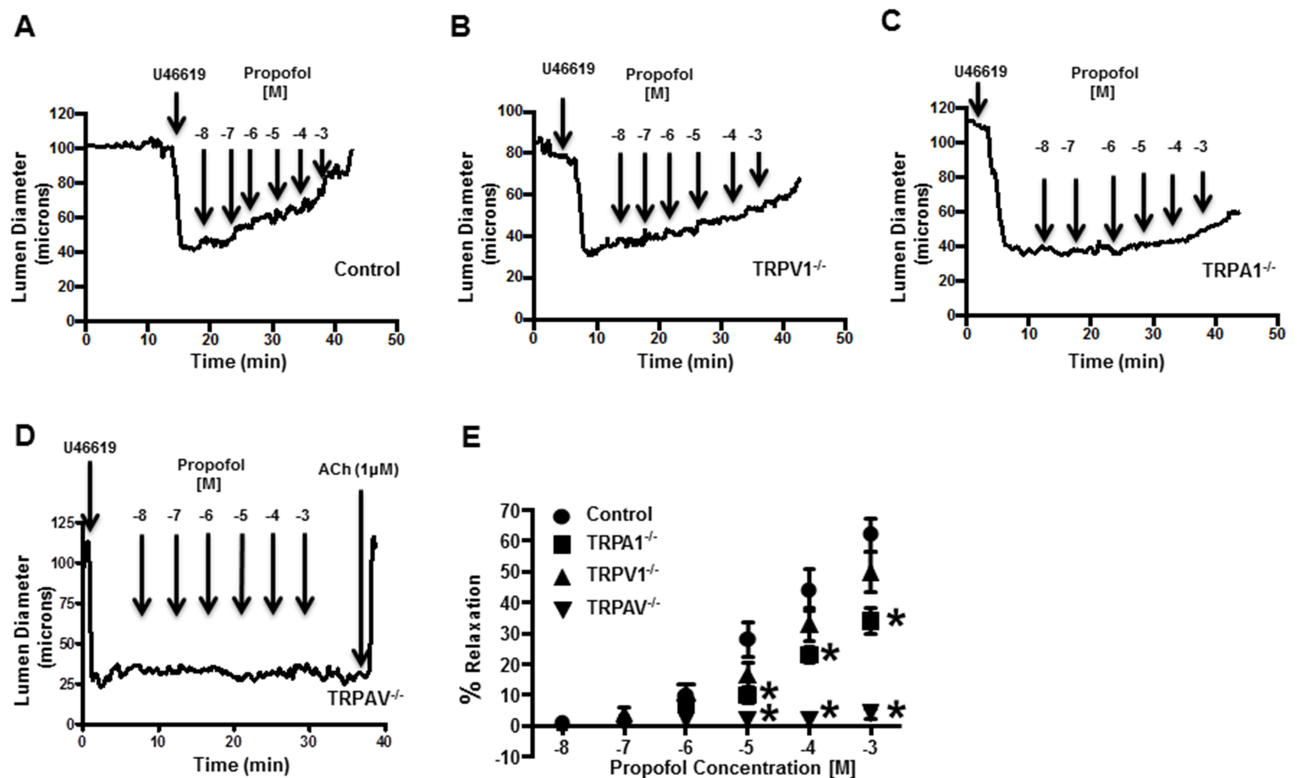 A
U46619
Propofol
[M]
-8 -7 -6 -5 -4 -3
120
100
80
60
40
20
0
Lumen Diameter
(microns)
Control
0 10 20 30 40 50
Time (min)
B
U46619
Propofol
[M]
-8 -7 -6 -5 -4 -3
100
80
60
40
20
0
Lumen Diameter
(microns)
TRPV1-/-
0 10 20 30 40 50
Time (min)
C
U46619
Propofol
[M]
-8 -7 -6 -5 -4 -3
120
100
80
60
40
20
0
Lumen Diameter
(microns)
TRPA1-/-
0 10 20 30 40 50
Time (min)
D
U46619
Propofol
[M]
ACh (1µM)
-8 -7 -6 -5 -4 -3
125
100
75
50
25
0
Lumen Diameter
(microns)
TRPAV-/-
0 10 20 30 40
Time (min)
E
70
60
50
40
30
20
10
0
-10
% Relaxation
Control
TRPA1-/-
TRPV1-/-
TRPAV-/-
*
*
*
*
*
*
-8 -7 -6 -5 -4 -3
Propofol Concentration [M]